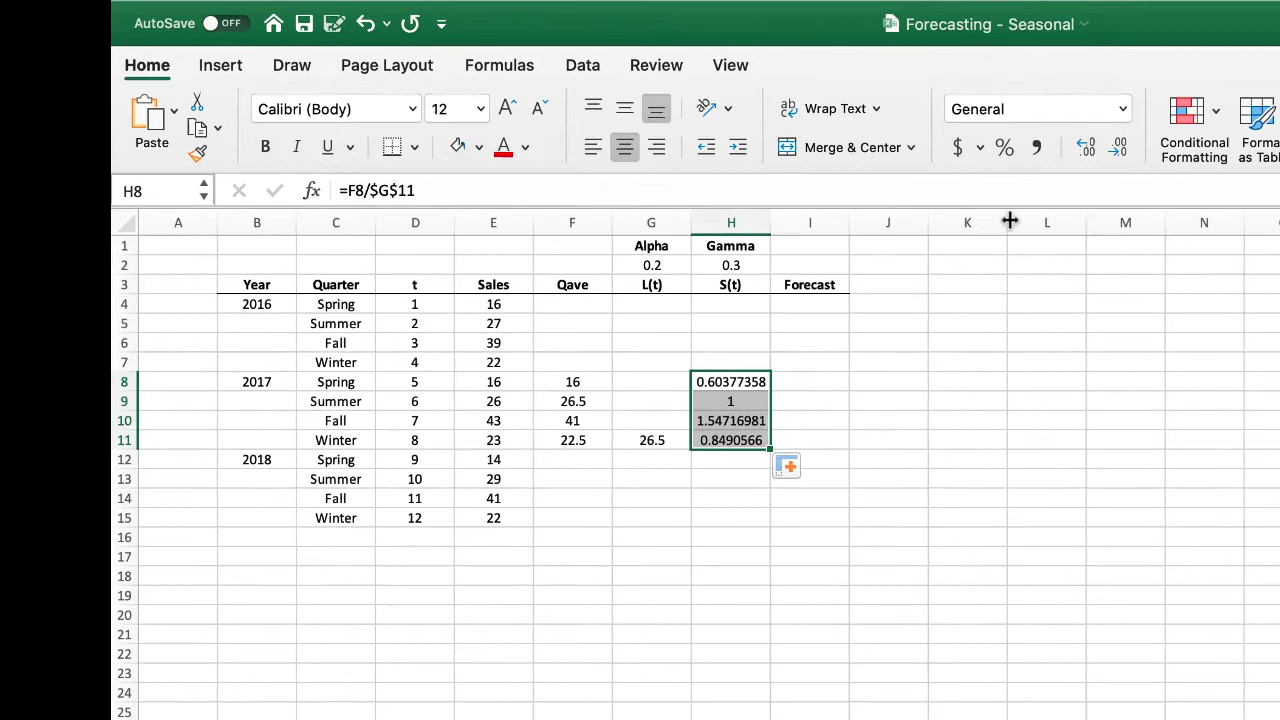 AutoSave OFF Forecasting - Seasonal
Home Insert Draw Page Layout Formulas Data Review View
Calibri (Body) 12 A A ab Wrap Text General
Paste B I U A Merge & Center $ % , Conditional Formatting Forma as Tab
H8 fx =F8/$G$11
A B C D E F G H I J K L M N
1 Alpha Gamma
2 0.2 0.3
3 Year Quarter t Sales Qave L(t) S(t) Forecast
4 2016 Spring 1 16
5 Summer 2 27
6 Fall 3 39
7 Winter 4 22
8 2017 Spring 5 16 16 0.60377358
9 Summer 6 26 26.5 1
10 Fall 7 43 41 1.54716981
11 Winter 8 23 22.5 26.5 0.8490566
12 2018 Spring 9 14
13 Summer 10 29
14 Fall 11 41
15 Winter 12 22
16
17
18
19
20
21
22
23
24
25